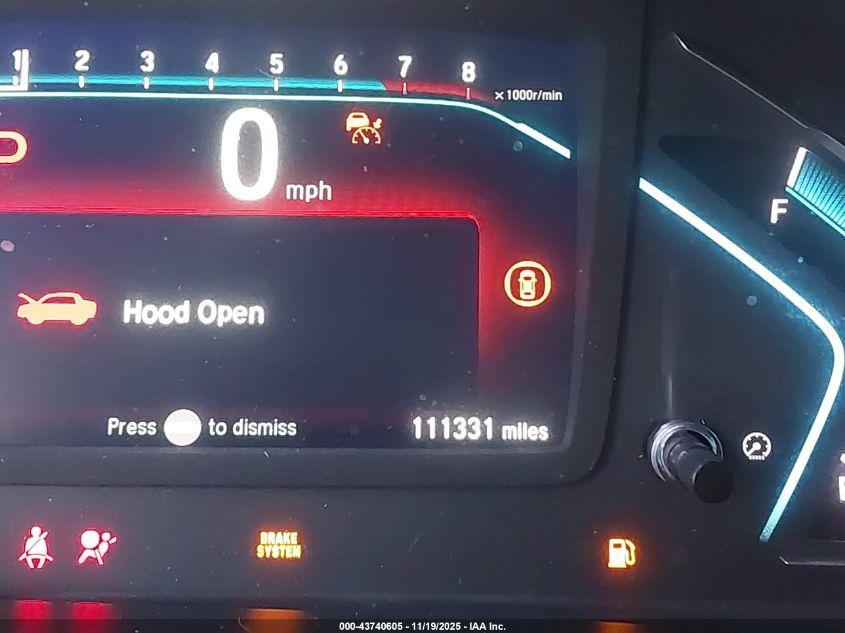 1 2 3 4 5 6 7 8
×1000r/min
0 mph
F
Hood Open
Press to dismiss
111331 miles
BRAKE
SYSTEM
000-43740605 - 11/19/2025 - IAA Inc.